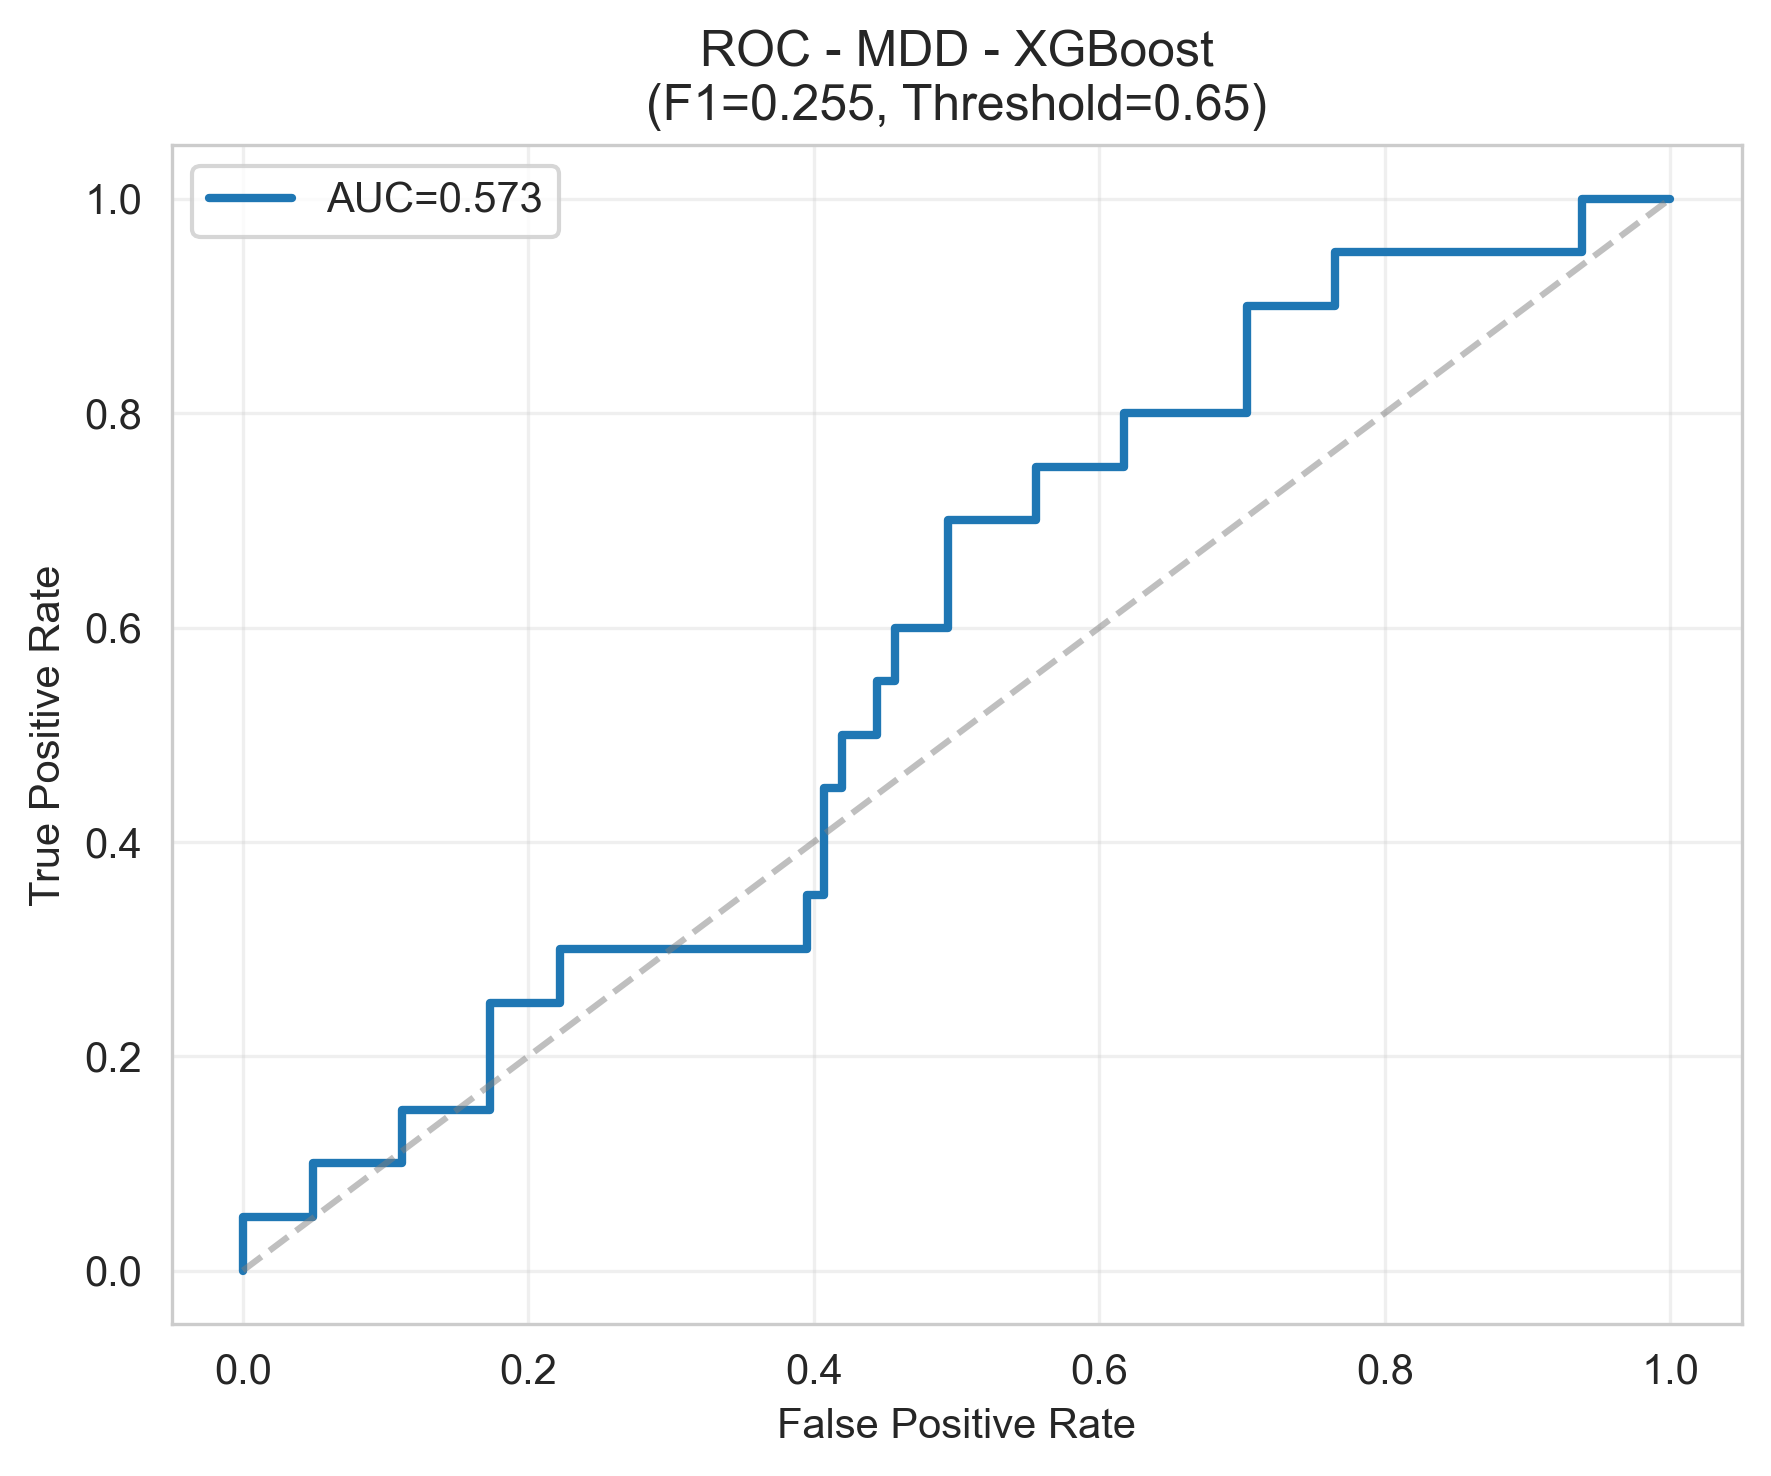 ROC - MDD - XGBoost
(F1=0.255, Threshold=0.65)
AUC=0.573
1.0
0.8
0.6
0.4
0.2
0.0
True Positive Rate
0.0 0.2 0.4 0.6 0.8 1.0
False Positive Rate